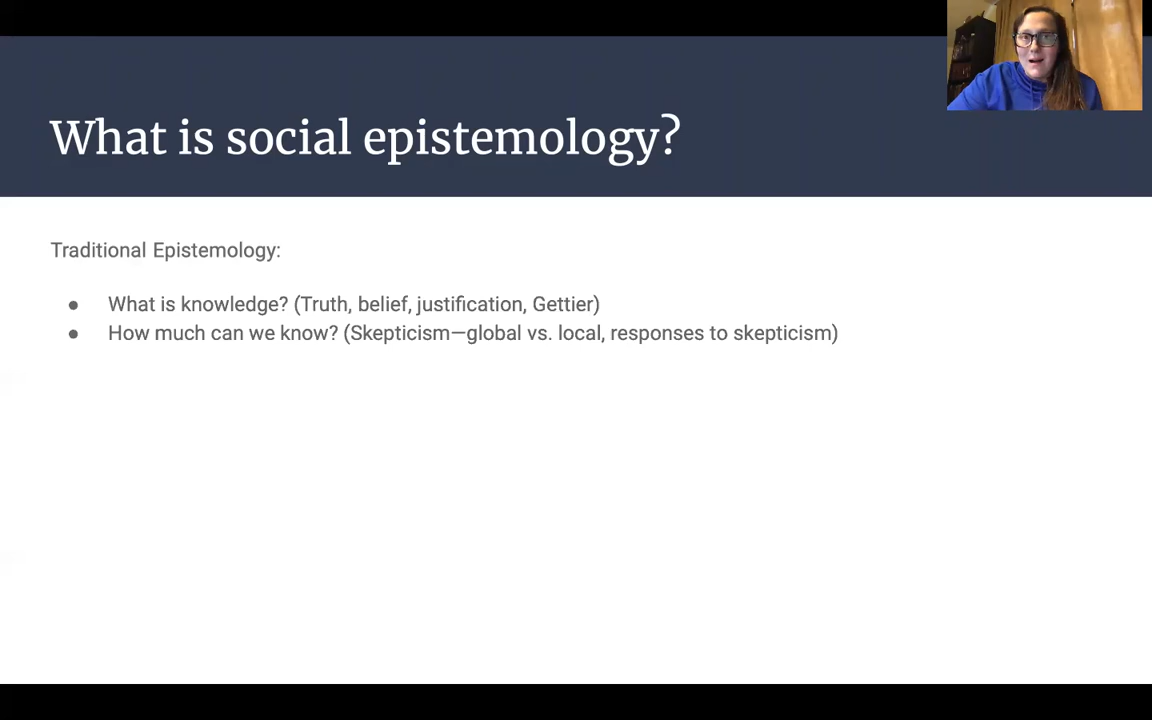 What is social epistemology?
Traditional Epistemology:
● What is knowledge? (Truth, belief, justification, Gettier)
● How much can we know? (Skepticism—global vs. local, responses to skepticism)